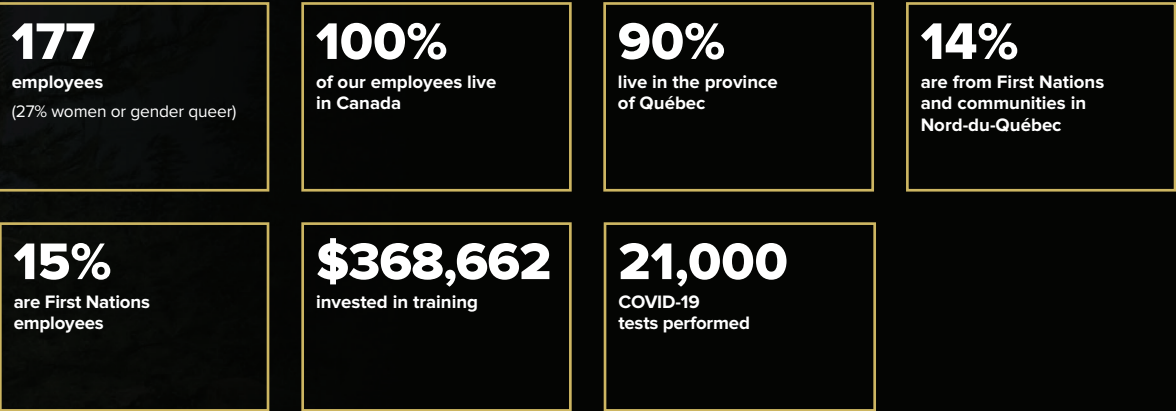 177
employees
(27% women or gender queer)
100%
of our employees live
in Canada
90%
live in the province
of Québec
14%
are from First Nations
and communities in
Nord-du-Québec
15%
are First Nations
employees
$368,662
invested in training
21,000
COVID-19
tests performed